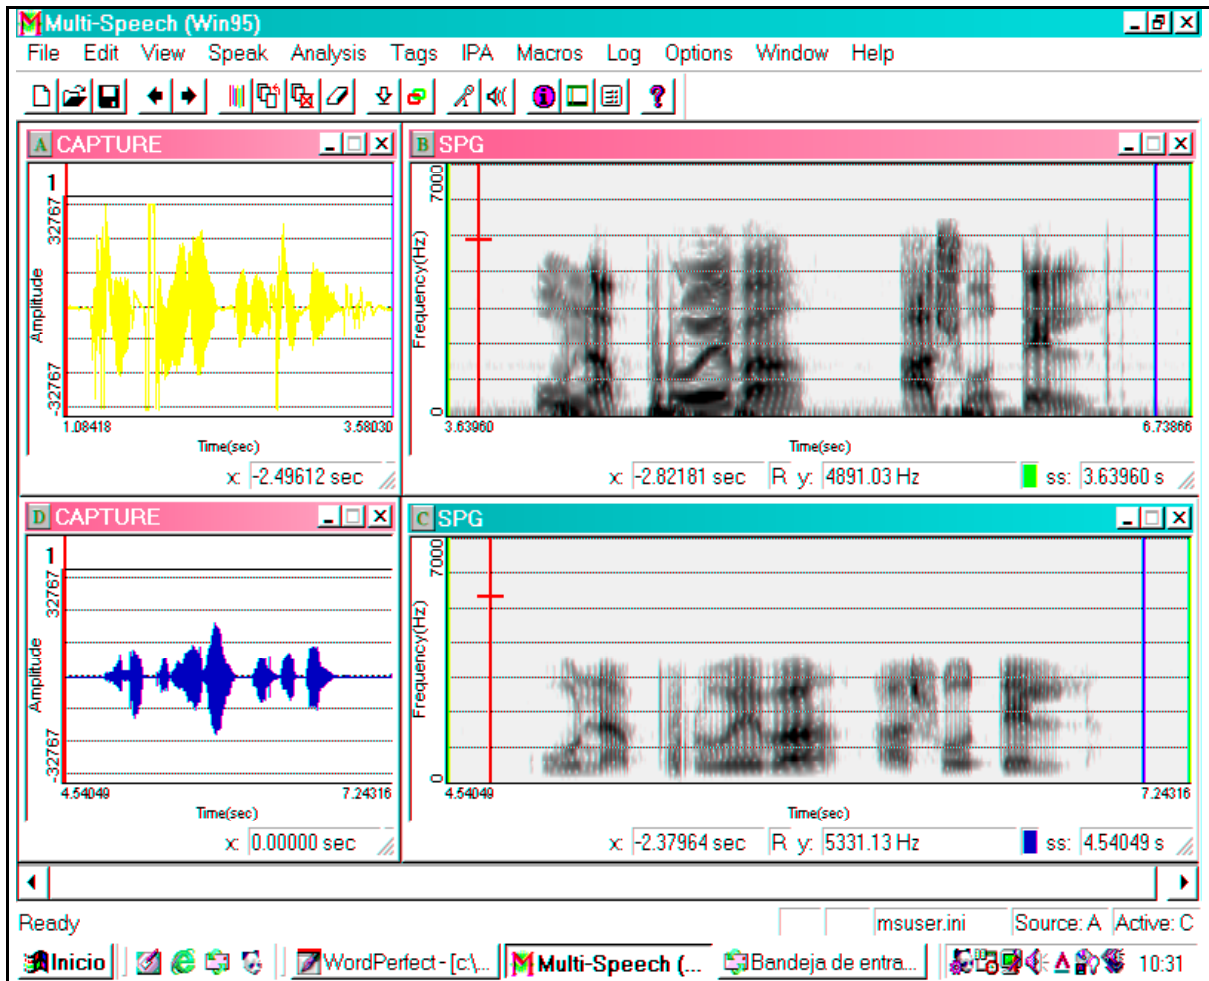 Multi-Speech (Win95)
File Edit View Speak Analysis Tags IPA Macros Log Options Window Help
A CAPTURE
1
32767
Amplitude
-32767
1.08418 3.58030
Time(sec)
x: -2.49612 sec
B SPG
7000
Frequency(Hz)
0
3.63960 6.73866
Time(sec)
x: -2.82181 sec R y: 4891.03 Hz ss: 3.63960 s
D CAPTURE
1
32767
Amplitude
-32767
4.54049 7.24316
Time(sec)
x: 0.00000 sec
C SPG
7000
Frequency(Hz)
0
4.54049 7.24316
Time(sec)
x: -2.37964 sec R y: 5331.13 Hz ss: 4.54049 s
Ready msuser.ini Source: A Active: C
Inicio WordPerfect - [c:\... Multi-Speech (... Bandeja de entra... 10:31